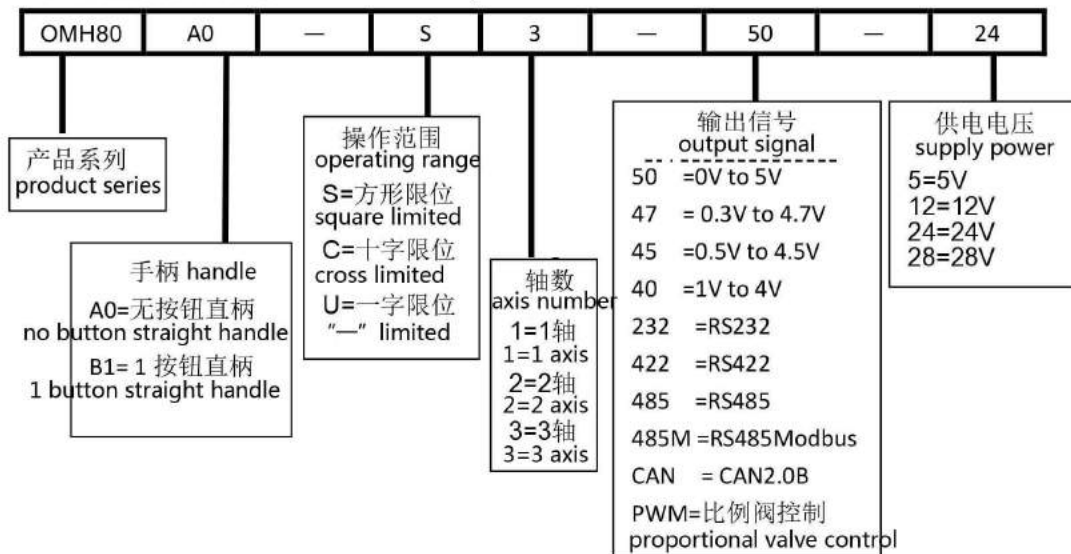 OMH80 A0 — S 3 — 50 — 24
产品系列
product series
手柄 handle
A0=无按钮直柄
no button straight handle
B1= 1 按钮直柄
1 button straight handle
操作范围
operating range
S=方形限位
square limited
C=十字限位
cross limited
U=一字限位
"—" limited
轴数
axis number
1=1轴
1=1 axis
2=2轴
2=2 axis
3=3轴
3=3 axis
输出信号
output signal
50 =0V to 5V
47 = 0.3V to 4.7V
45 =0.5V to 4.5V
40 =1V to 4V
232 =RS232
422 =RS422
485 =RS485
485M =RS485Modbus
CAN = CAN2.0B
PWM=比例阀控制
proportional valve control
供电电压
supply power
5=5V
12=12V
24=24V
28=28V